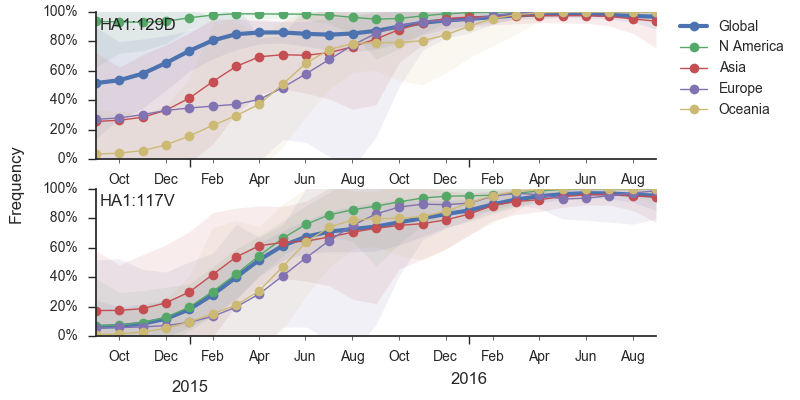 100%
80%
60%
40%
20%
0%
HA1:129D
Oct Dec Feb Apr Jun Aug Oct Dec Feb Apr Jun Aug
Global
N America
Asia
Europe
Oceania
Frequency
100%
80%
60%
40%
20%
0%
HA1:117V
Oct Dec Feb Apr Jun Aug Oct Dec Feb Apr Jun Aug
2015
2016